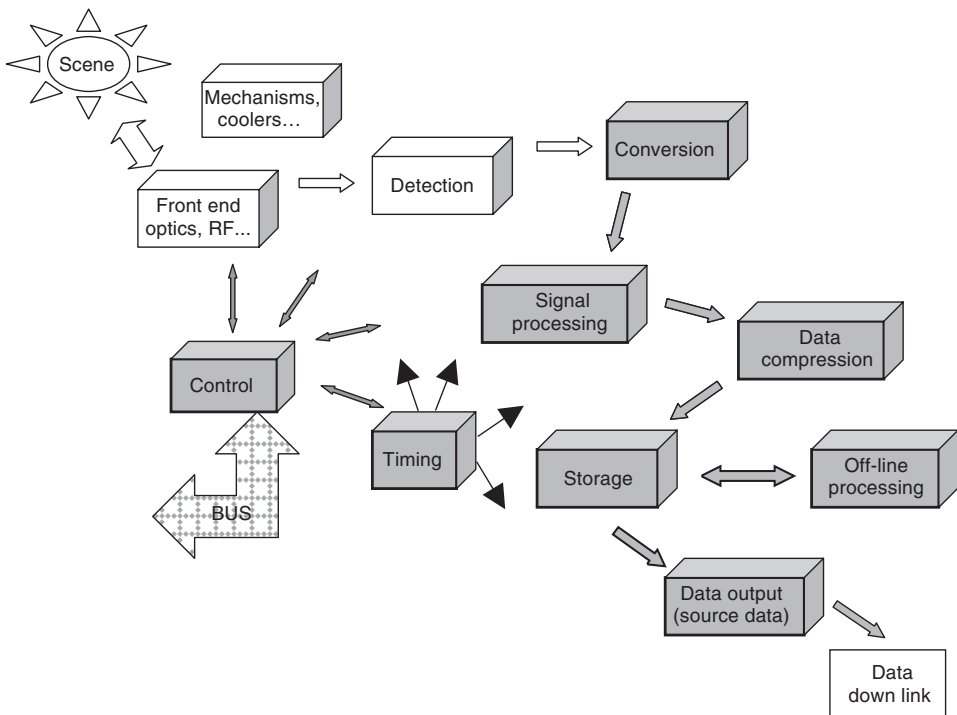 Scene
Mechanisms,
coolers…
Conversion
Detection
Front end
optics, RF...
Signal
processing
Data
compression
Control
Timing
Storage
Off-line
processing
BUS
Data output
(source data)
Data
down link